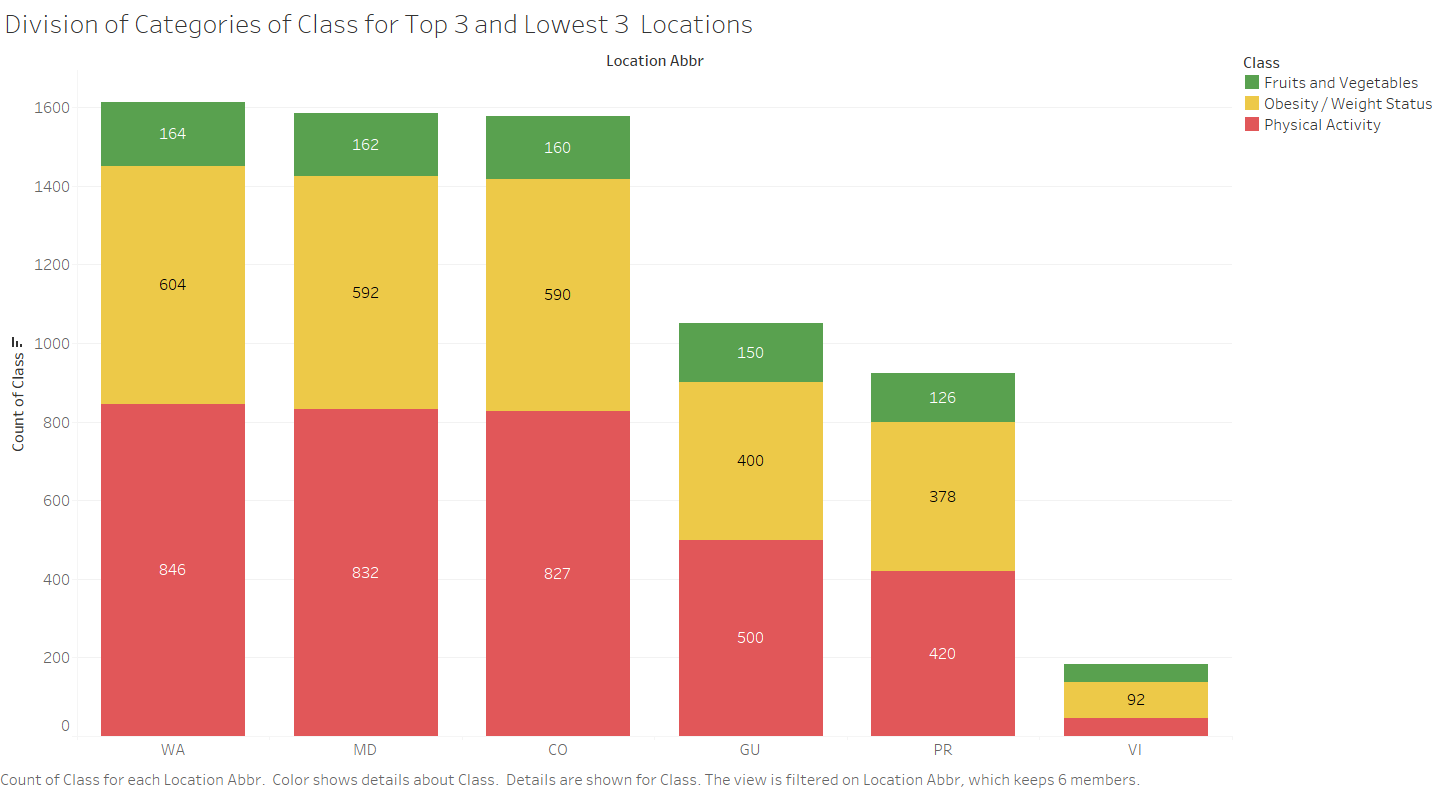 Division of Categories of Class for Top 3 and Lowest 3 Locations
Location Abbr
Class
Fruits and Vegetables
Obesity / Weight Status
Physical Activity
Count of Class
1600
1400
1200
1000
800
600
400
200
0
164
162
160
604
592
590
150
126
400
378
846
832
827
500
420
92
WA
MD
CO
GU
PR
VI
Count of Class for each Location Abbr.  Color shows details about Class.  Details are shown for Class. The view is filtered on Location Abbr, which keeps 6 members.